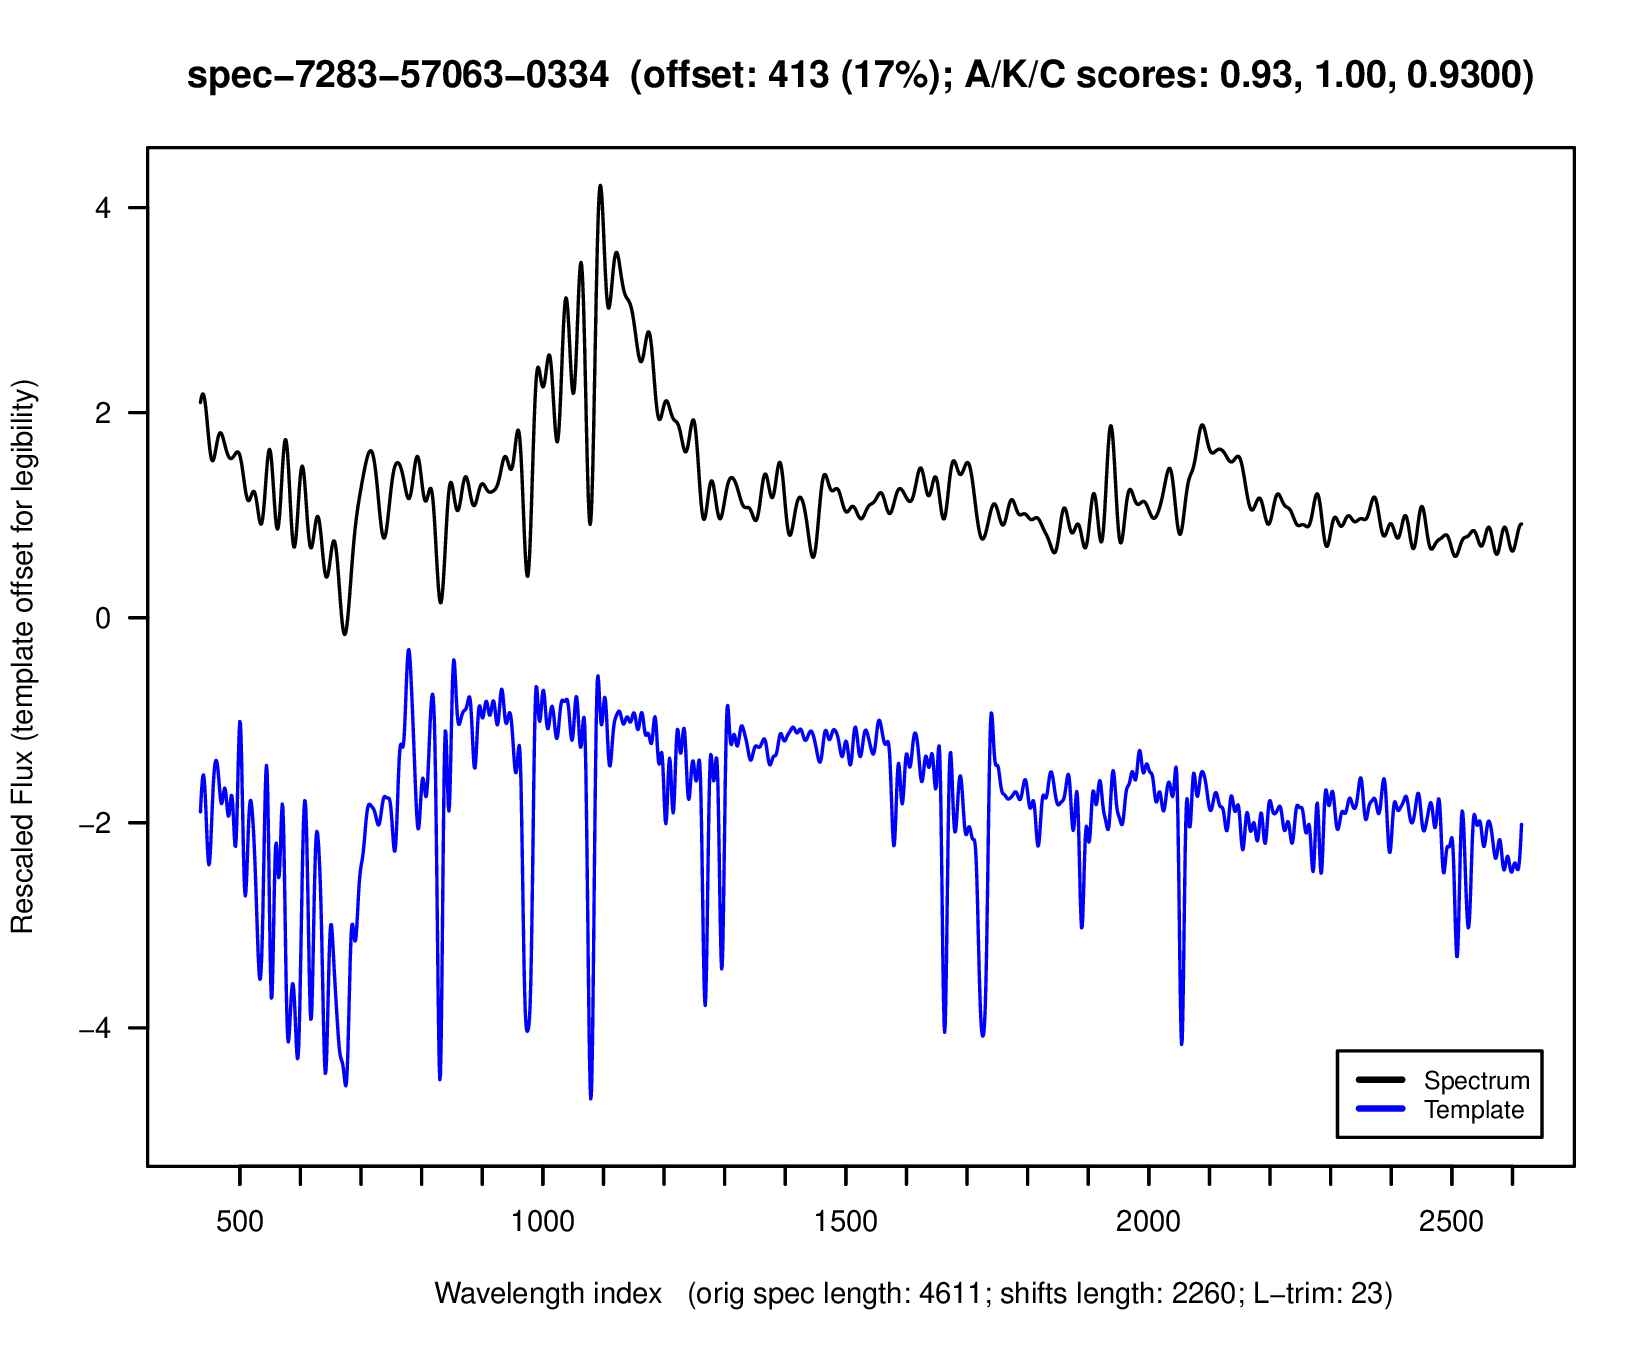 spec−7283−57063−0334  (offset: 413 (17%); A/K/C scores: 0.93, 1.00, 0.9300)
Rescaled Flux (template offset for legibility)
4
2
0
−2
−4
Spectrum
Template
500 1000 1500 2000 2500
Wavelength index   (orig spec length: 4611; shifts length: 2260; L−trim: 23)